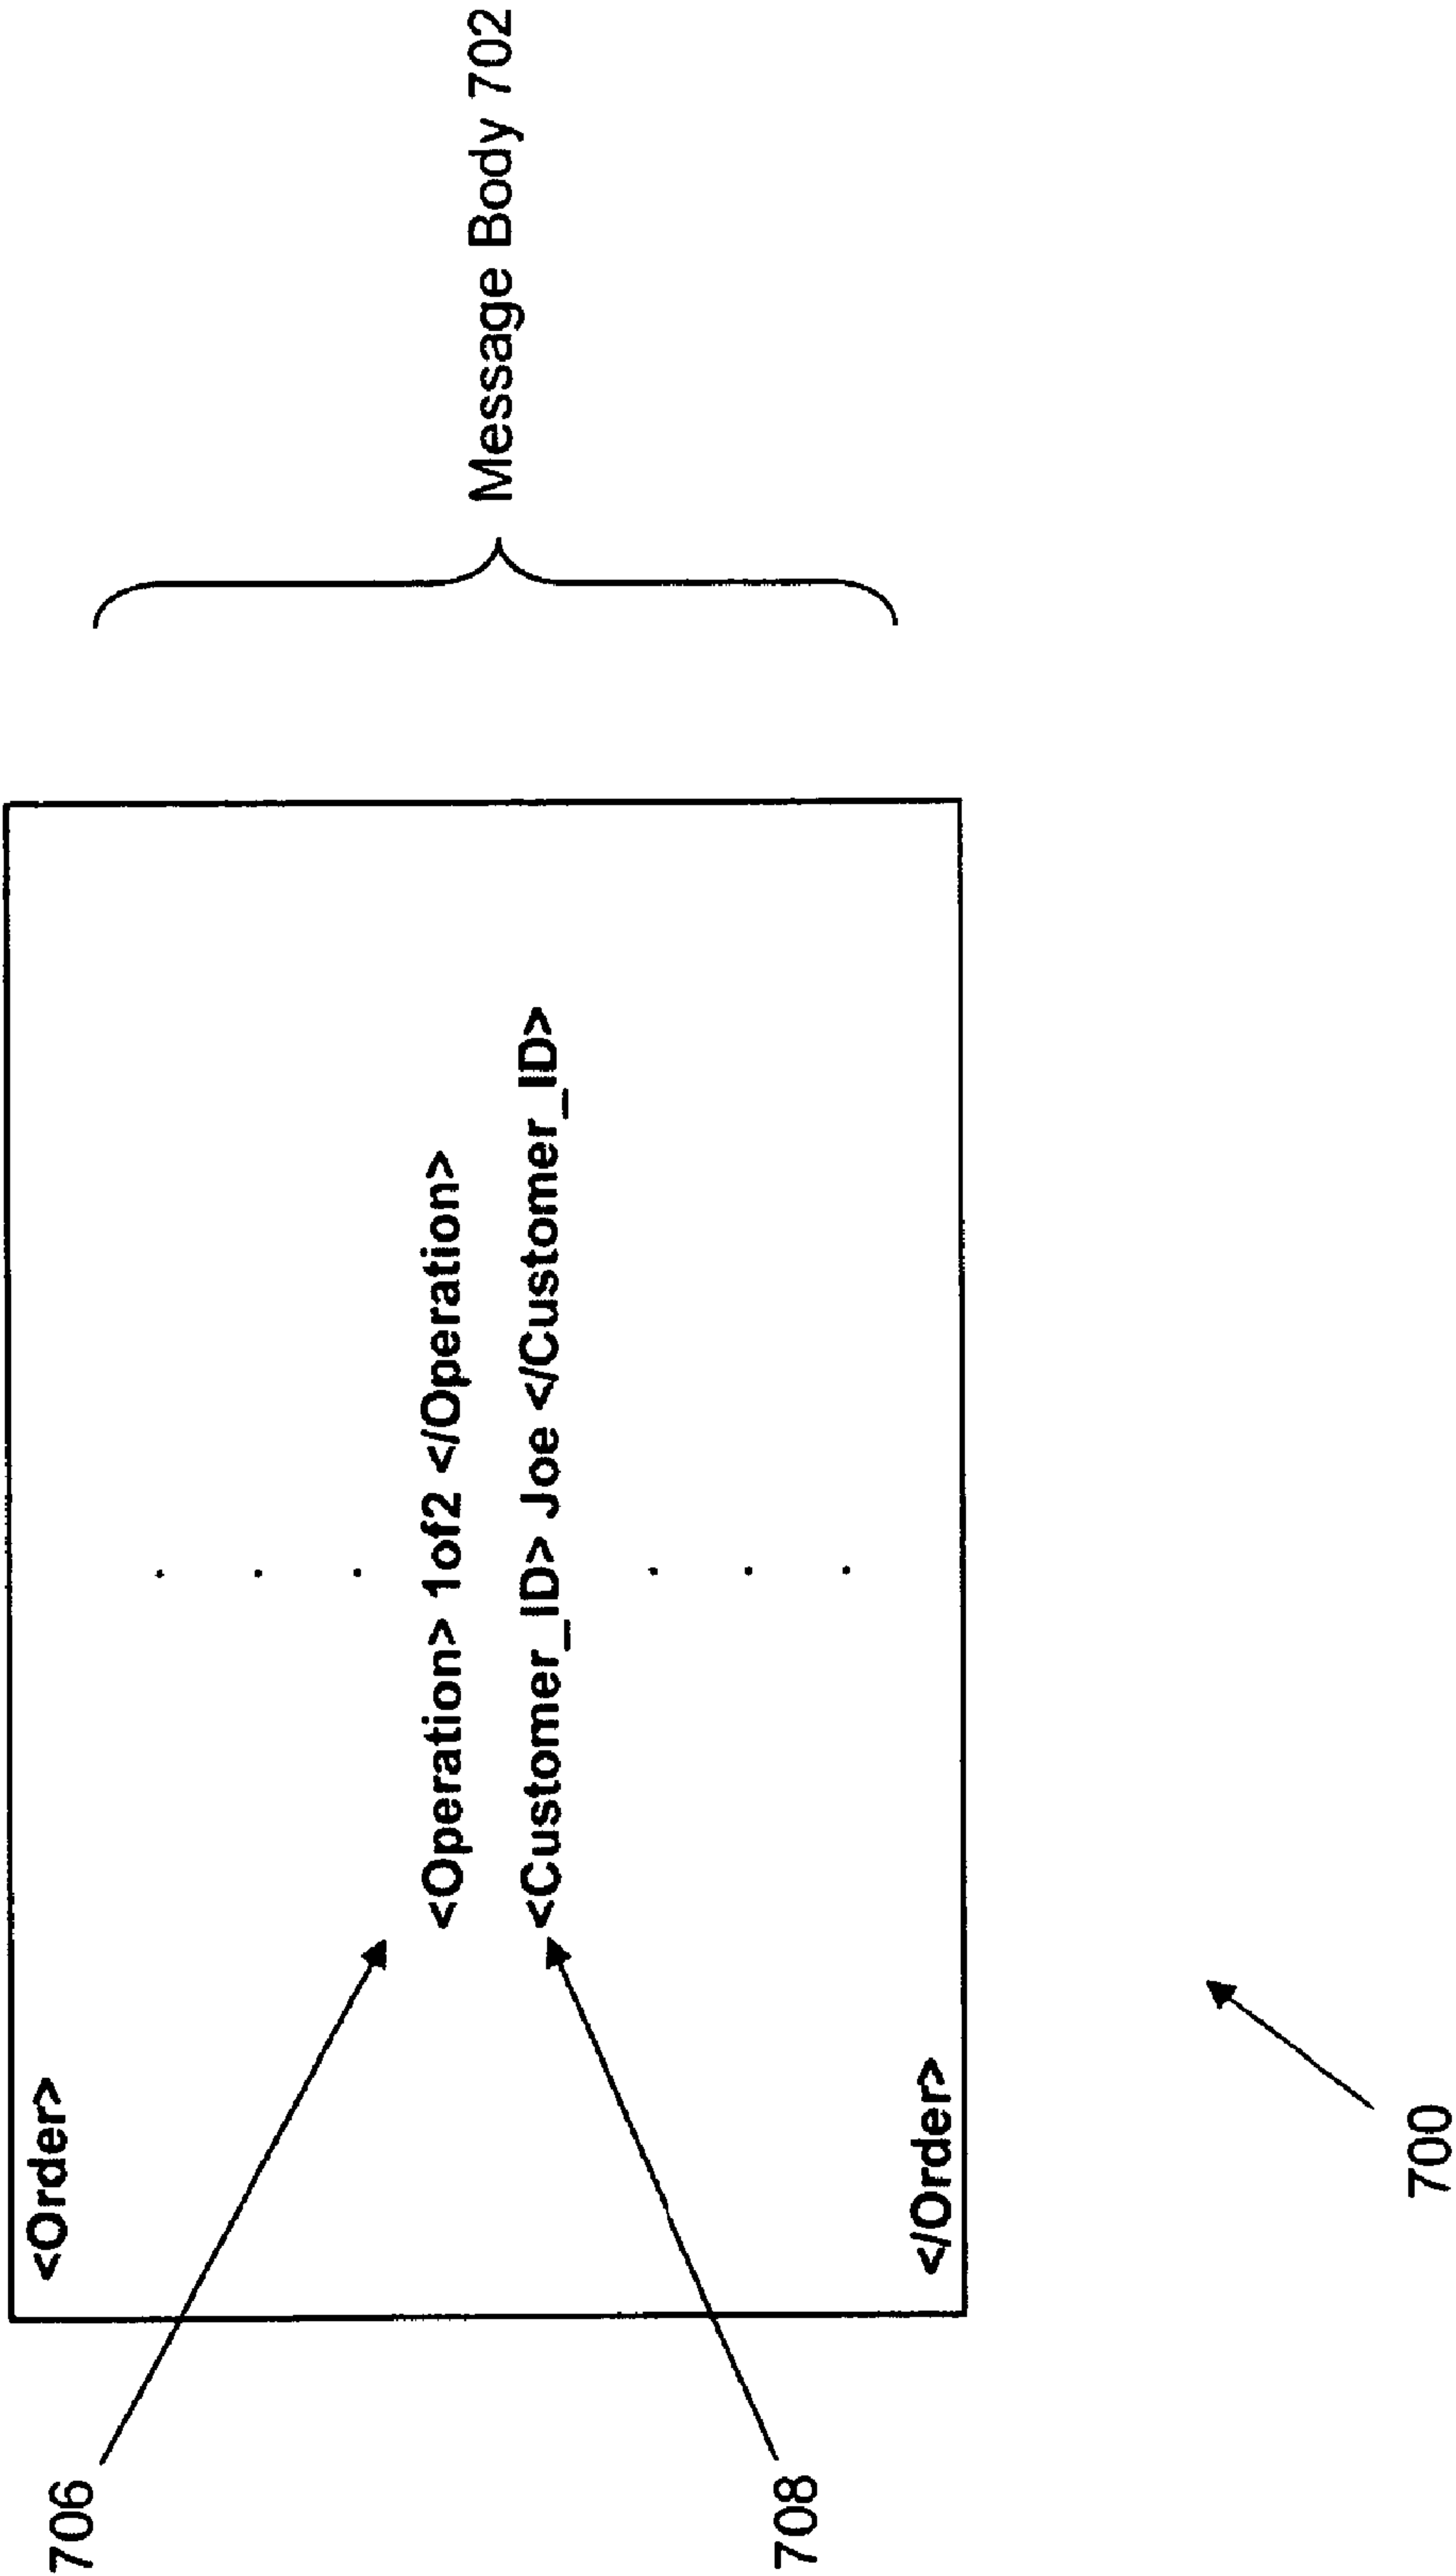 <Order>
706
<Operation> 1of2 </Operation>
Message Body 702
<Customer_ID> Joe </Customer_ID>
708
</Order>
700